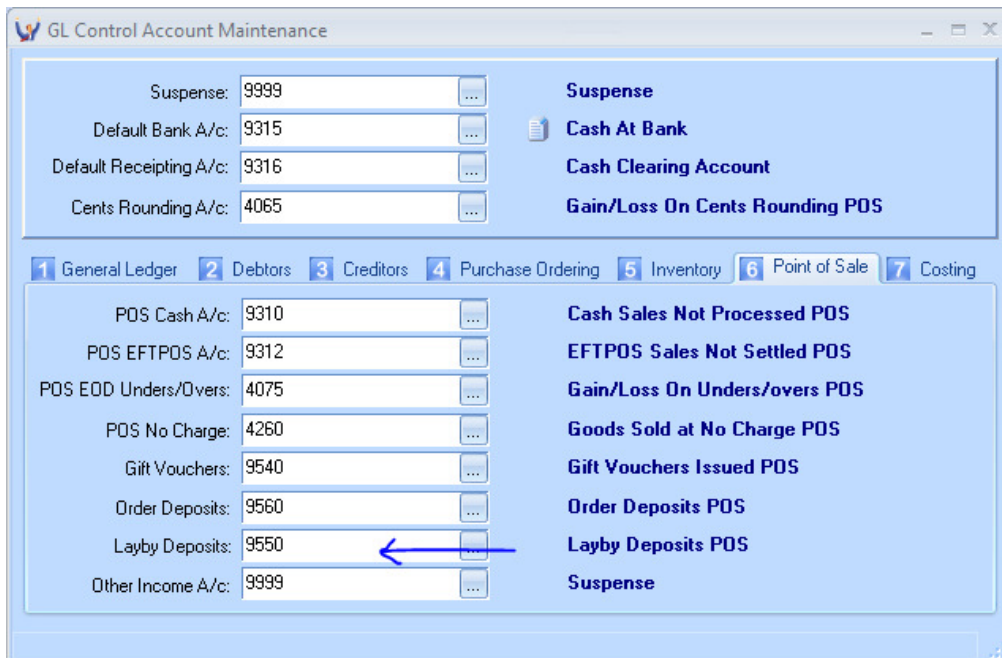 GL Control Account Maintenance
Suspense: 9999 ... Suspense
Default Bank A/c: 9315 ... Cash At Bank
Default Receipting A/c: 9316 ... Cash Clearing Account
Cents Rounding A/c: 4065 ... Gain/Loss On Cents Rounding POS
1 General Ledger 2 Debtors 3 Creditors 4 Purchase Ordering 5 Inventory 6 Point of Sale 7 Costing
POS Cash A/c: 9310 ... Cash Sales Not Processed POS
POS EFTPOS A/c: 9312 ... EFTPOS Sales Not Settled POS
POS EOD Unders/Overs: 4075 ... Gain/Loss On Unders/overs POS
POS No Charge: 4260 ... Goods Sold at No Charge POS
Gift Vouchers: 9540 ... Gift Vouchers Issued POS
Order Deposits: 9560 ... Order Deposits POS
Layby Deposits: 9550 ... Layby Deposits POS
Other Income A/c: 9999 ... Suspense